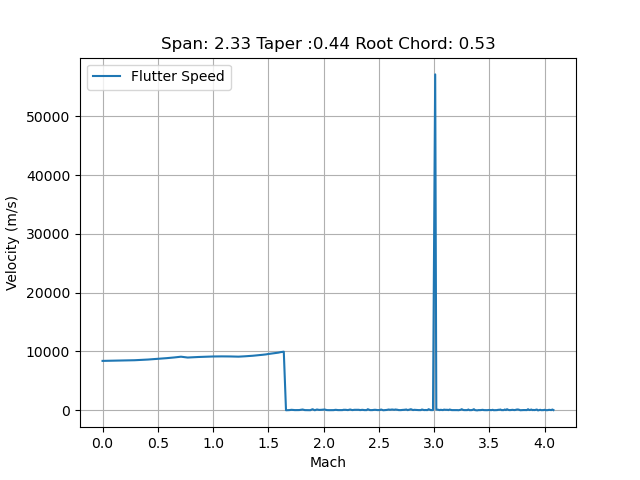 Span: 2.33 Taper :0.44 Root Chord: 0.53
Flutter Speed
50000
40000
30000
20000
10000
0
Velocity (m/s)
0.0 0.5 1.0 1.5 2.0 2.5 3.0 3.5 4.0
Mach